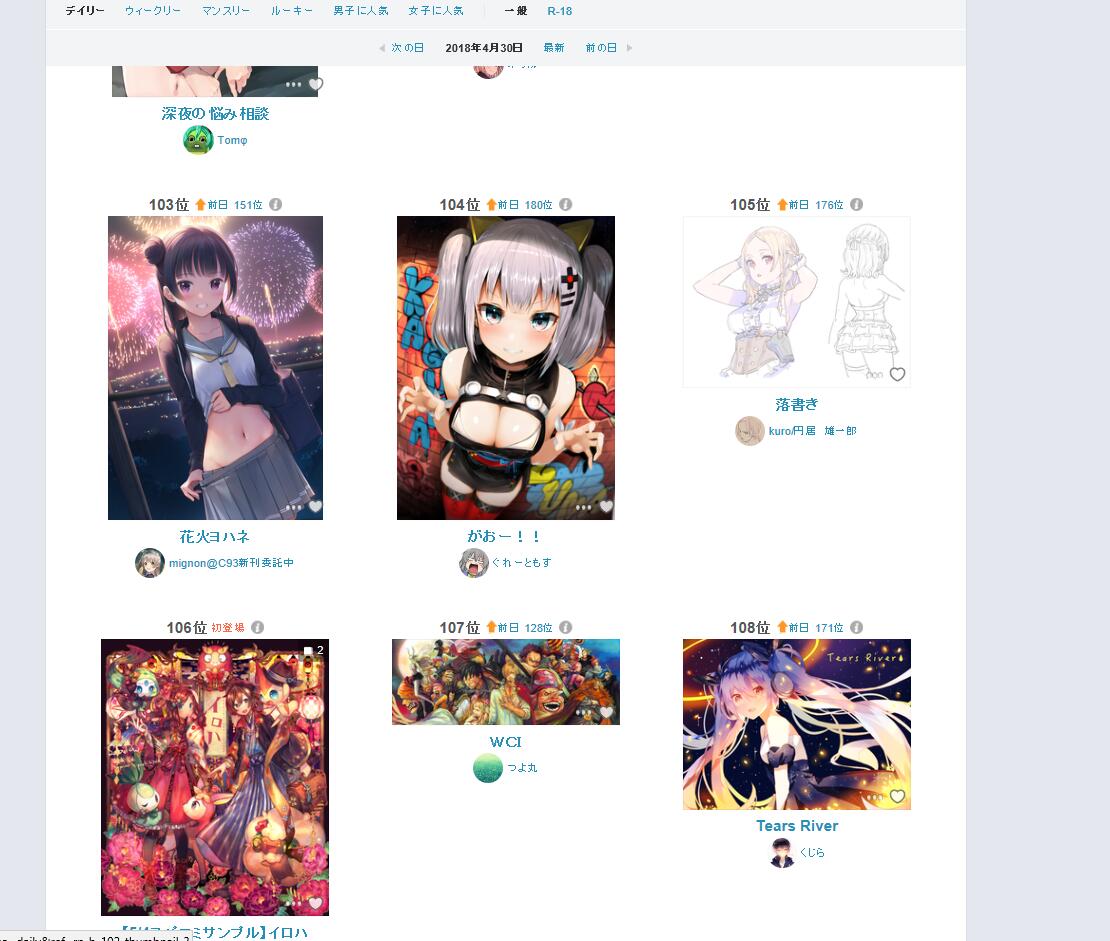 デイリー ウィークリー マンスリー ルーキー 男子に人気 女子に人気 一般 R-18
次の日 2018年4月30日 最新 前の日
深夜の悩み相談
Tomφ
103位 前日 151位
104位 前日 180位
105位 前日 176位
落書き
kuro/円居 雄一郎
花火ヨハネ
がおー！！
mignon@C93新刊委託中
ぐれーともす
106位 初登場
107位 前日 128位
108位 前日 171位
2
Tears River
イロハ
WCI
つよ丸
Tears River
くじら
サンプル】イロハ